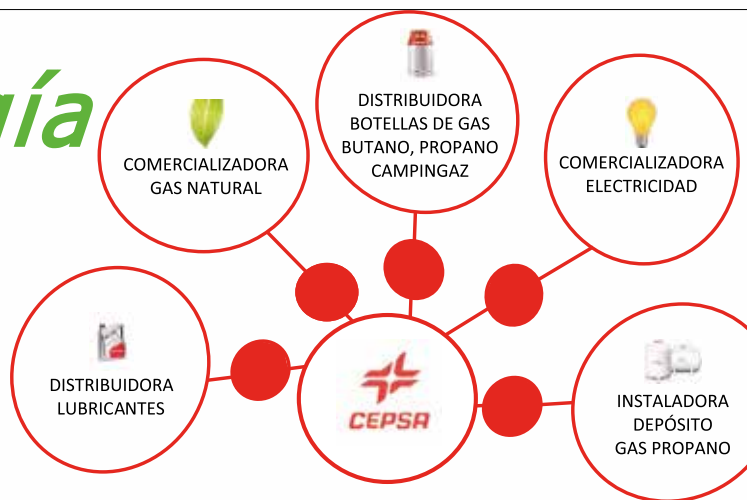 gía
COMERCIALIZADORA
GAS NATURAL
DISTRIBUIDORA
BOTELLAS DE GAS
BUTANO, PROPANO
CAMPINGAZ
COMERCIALIZADORA
ELECTRICIDAD
DISTRIBUIDORA
LUBRICANTES
CEPSA
INSTALADORA
DEPÓSITO
GAS PROPANO